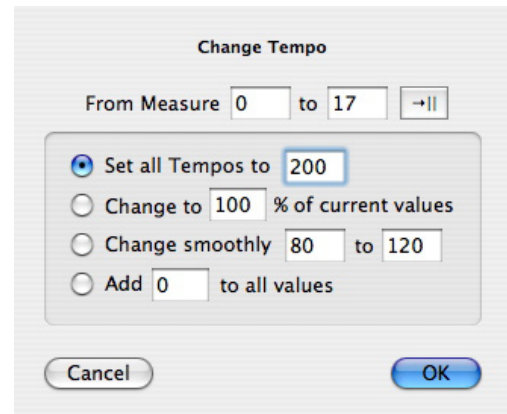 Change Tempo
From Measure 0 to 17 →||
Set all Tempos to 200
Change to 100 % of current values
Change smoothly 80 to 120
Add 0 to all values
Cancel OK